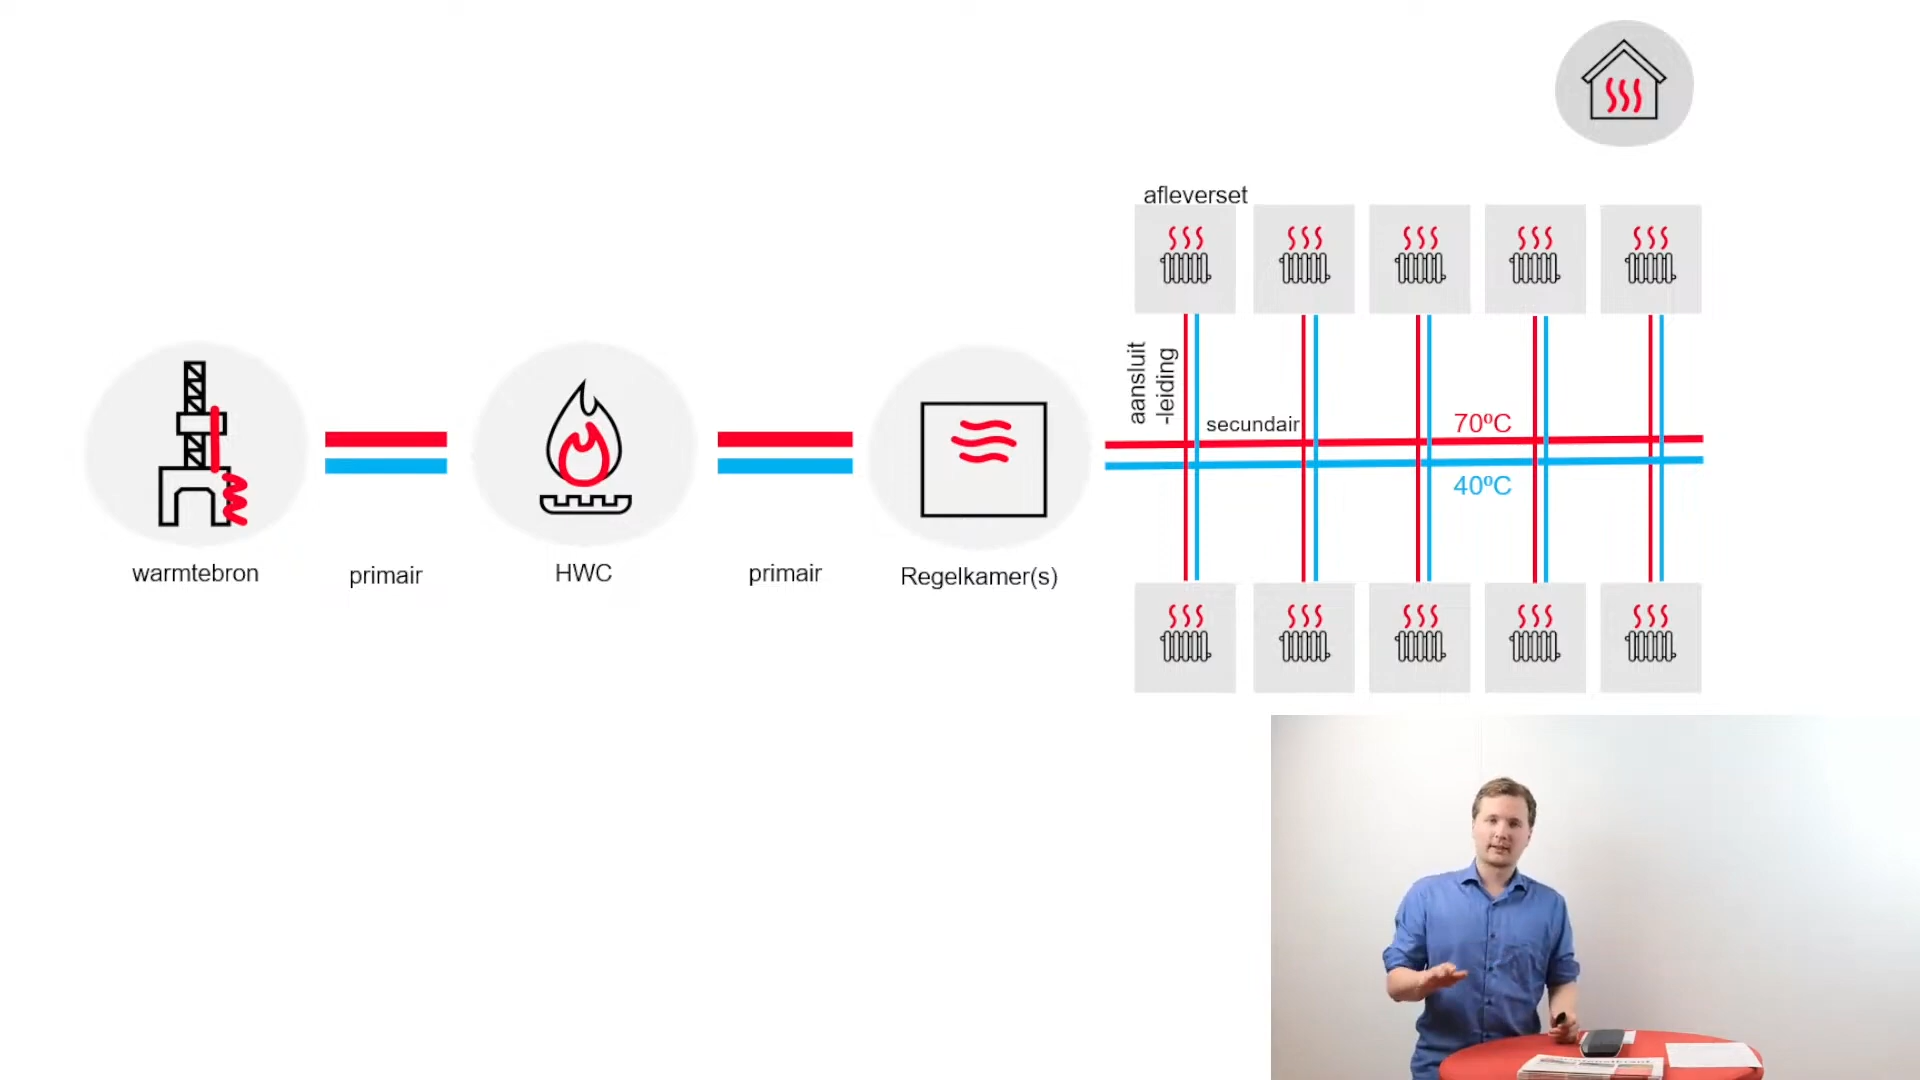 afleverset
aansluit
-leiding
secundair
70ºC
40ºC
warmtebron
primair
HWC
primair
Regelkamer(s)